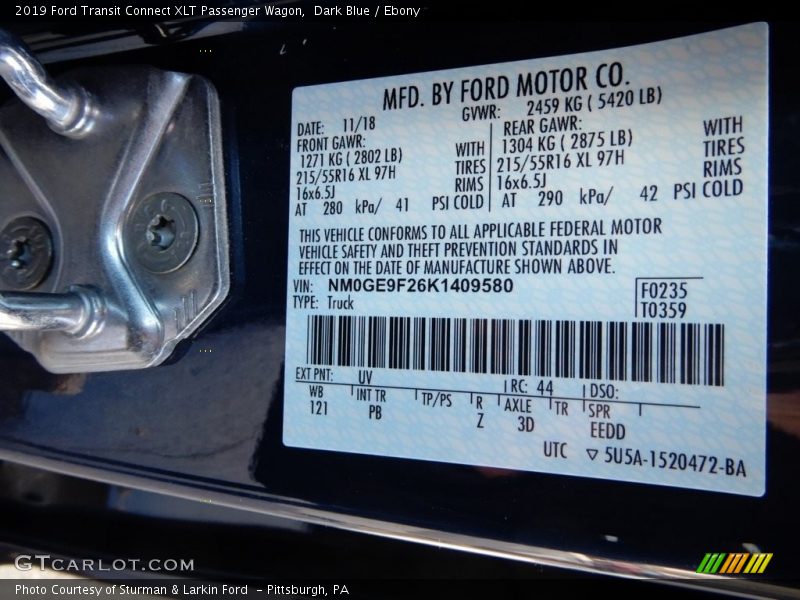 2019 Ford Transit Connect XLT Passenger Wagon, Dark Blue / Ebony
MFD. BY FORD MOTOR CO.
DATE: 11/18 GVWR: 2459 KG ( 5420 LB)
FRONT GAWR: REAR GAWR:
1271 KG ( 2802 LB) WITH 1304 KG ( 2875 LB) WITH
215/55R16 XL 97H TIRES 215/55R16 XL 97H TIRES
16x6.5J RIMS 16x6.5J RIMS
AT 280 kPa/ 41 PSI COLD AT 290 kPa/ 42 PSI COLD
THIS VEHICLE CONFORMS TO ALL APPLICABLE FEDERAL MOTOR
VEHICLE SAFETY AND THEFT PREVENTION STANDARDS IN
EFFECT ON THE DATE OF MANUFACTURE SHOWN ABOVE.
VIN: NM0GE9F26K1409580 F0235
TYPE: Truck T0359
EXT PNT: UV RC: 44 DSO:
WB INT TR TP/PS R AXLE TR SPR
121 PB Z 3D EEDD
UTC ▽ 5U5A-1520472-BA
GTCARLOT.COM
Photo Courtesy of Sturman & Larkin Ford - Pittsburgh, PA